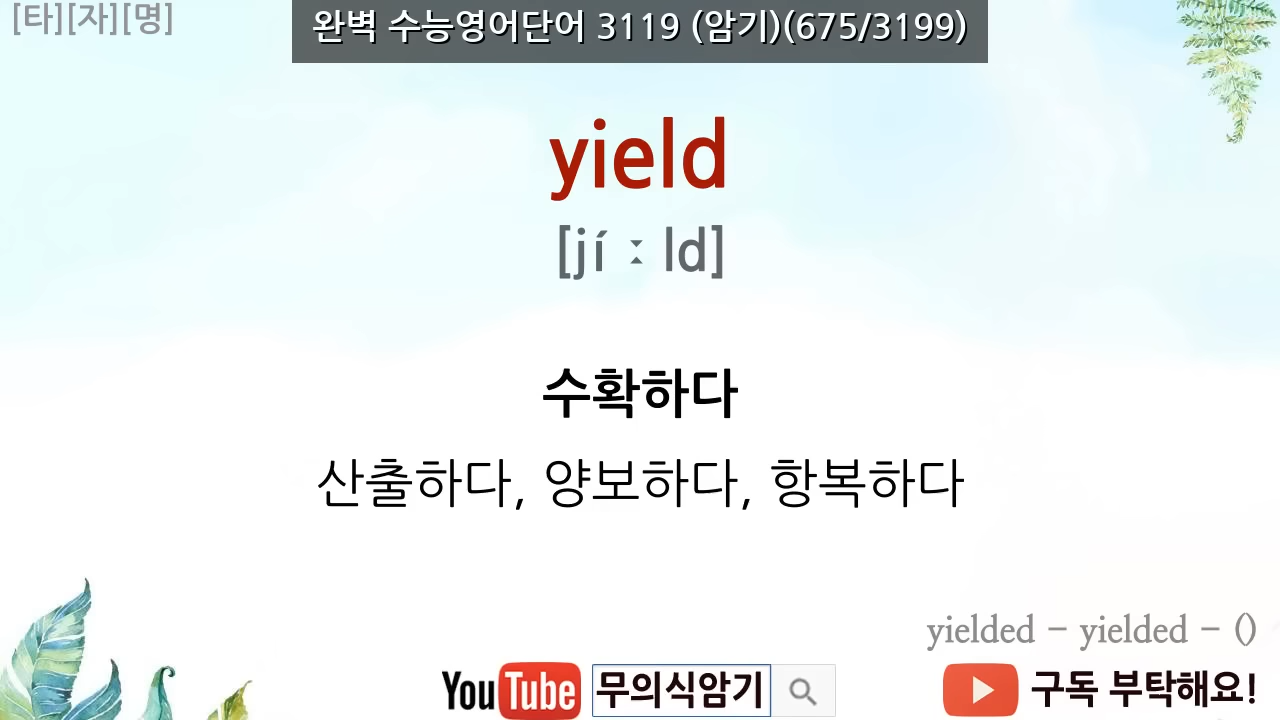 [타][자][명]
완벽 수능영어단어 3119 (암기)(675/3199)
yield
[jíːld]
수확하다
산출하다, 양보하다, 항복하다
yielded - yielded - ()
YouTube 무의식암기
구독 부탁해요!